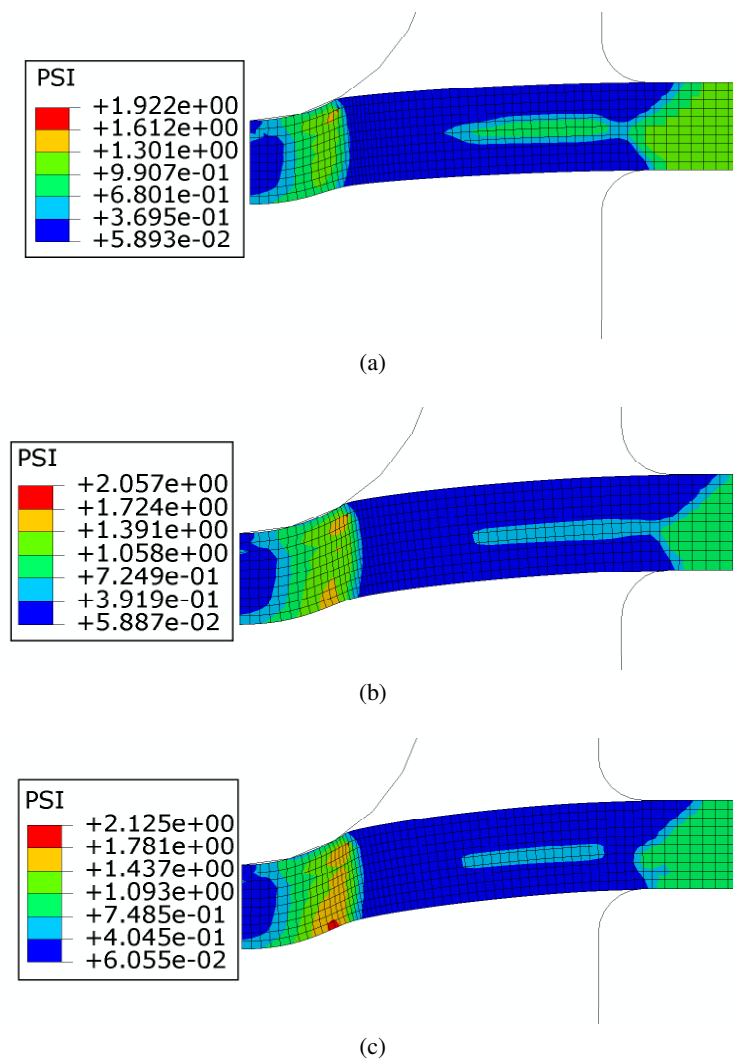 PSI
+1.922e+00
+1.612e+00
+1.301e+00
+9.907e-01
+6.801e-01
+3.695e-01
+5.893e-02
(a)
PSI
+2.057e+00
+1.724e+00
+1.391e+00
+1.058e+00
+7.249e-01
+3.919e-01
+5.887e-02
(b)
PSI
+2.125e+00
+1.781e+00
+1.437e+00
+1.093e+00
+7.485e-01
+4.045e-01
+6.055e-02
(c)